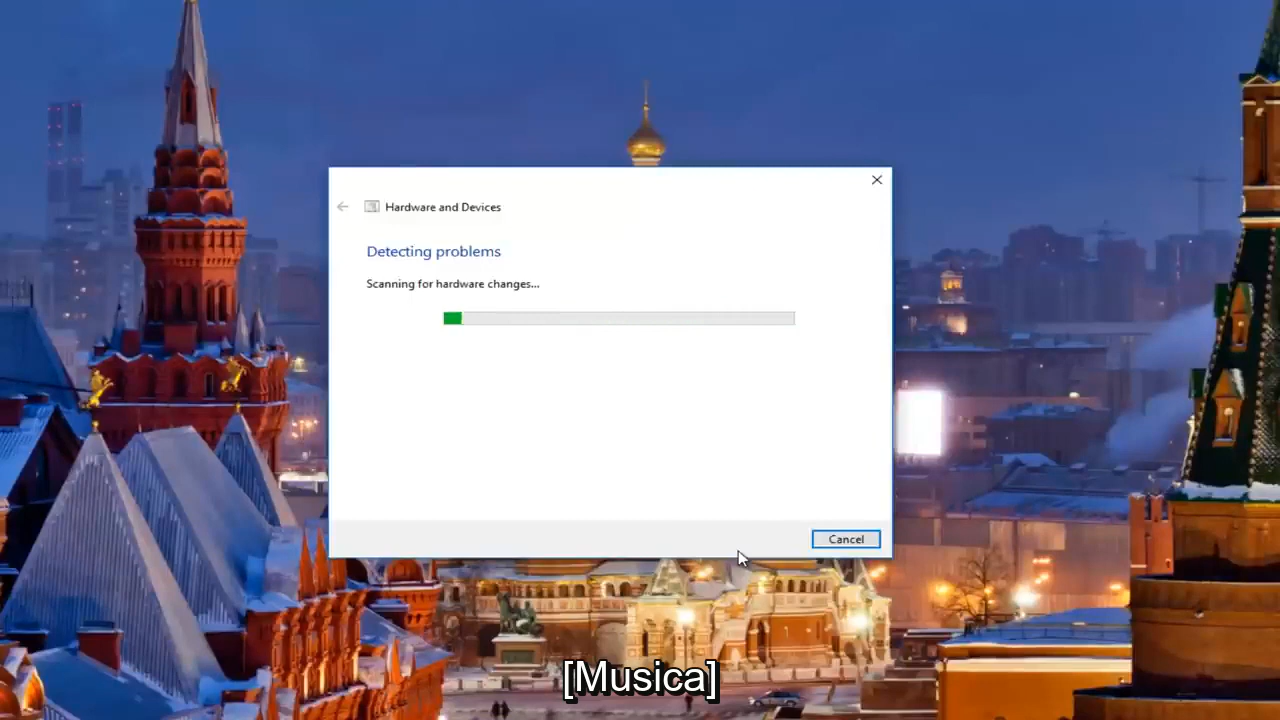 Hardware and Devices
Detecting problems
Scanning for hardware changes...
Cancel
[Musica]